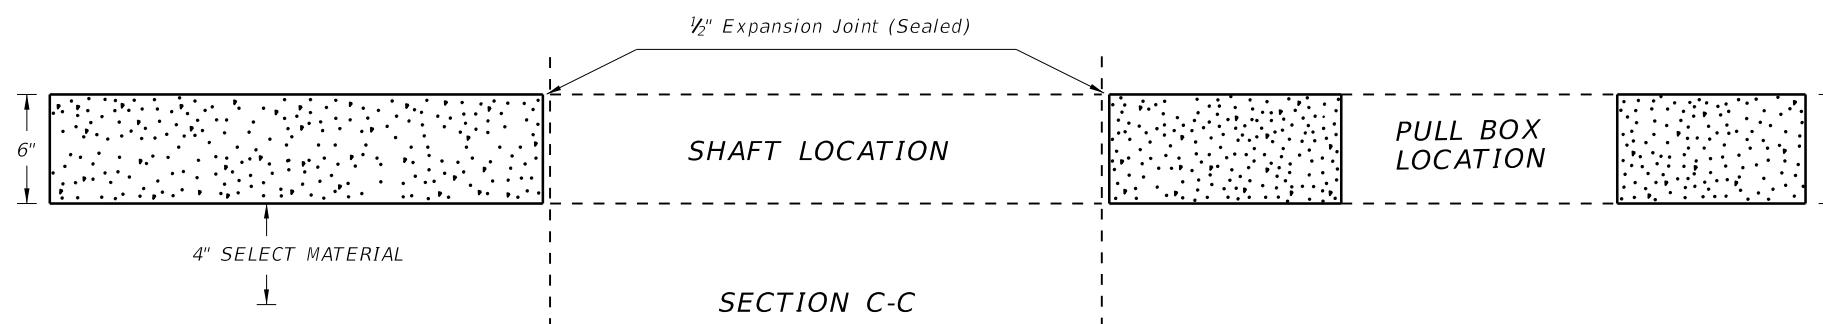 ½" Expansion Joint (Sealed)
6"
SHAFT LOCATION
PULL BOX
LOCATION
4" SELECT MATERIAL
SECTION C-C